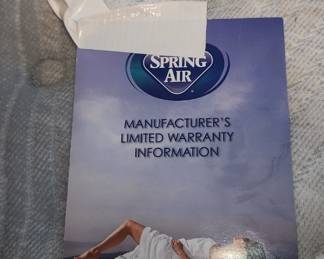 SPRING
AIR
MANUFACTURER'S
LIMITED WARRANTY
INFORMATION